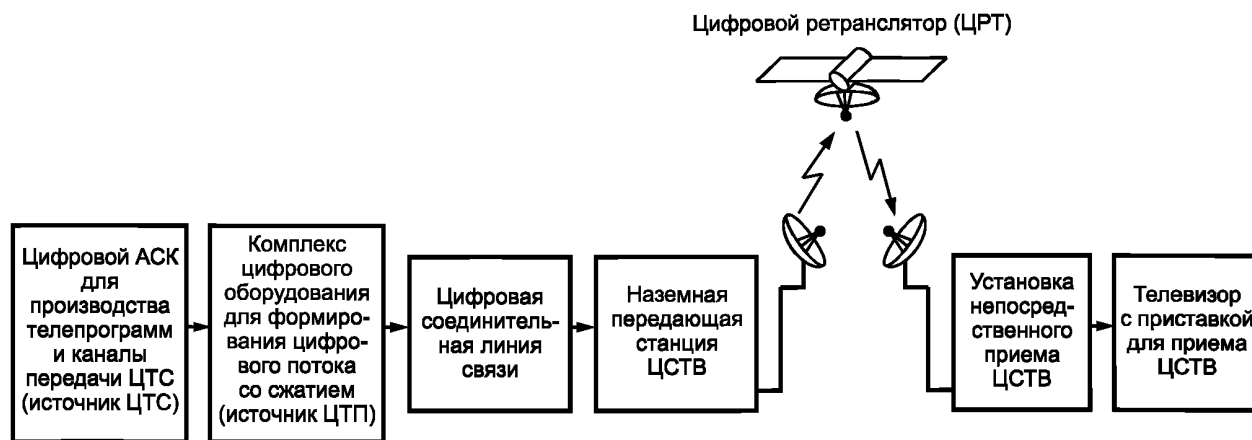 Цифровой ретранслятор (ЦРТ)
Цифровой АСК
для
производства
телепрограмм
и каналы
передачи ЦТС
(источник ЦТС)
Комплекс
цифрового
оборудования
для формиро-
вания цифро-
вого потока
со сжатием
(источник ЦТП)
Цифровая
соединитель-
ная линия
связи
Наземная
передающая
станция
ЦСТВ
Установка
непосред-
ственного
приема
ЦСТВ
Телевизор
с приставкой
для приема
ЦСТВ